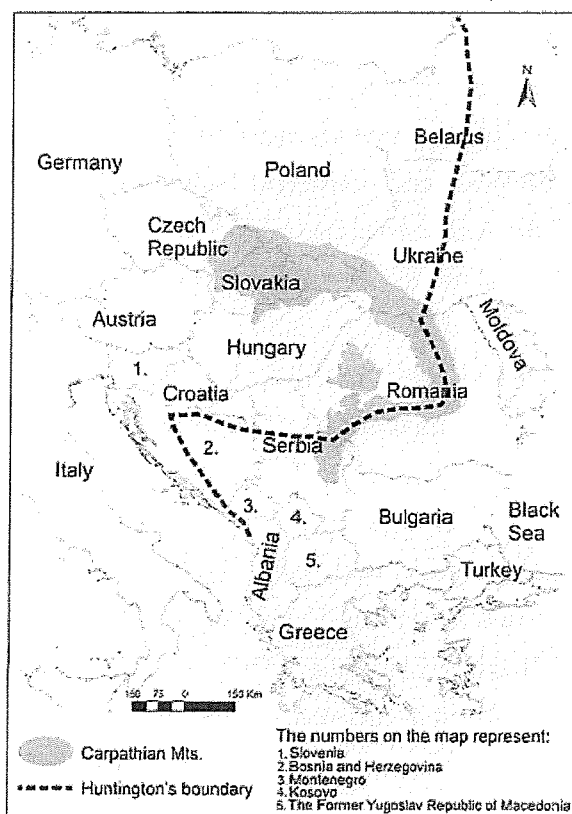 N
Belarus
Germany
Poland
Czech
Republic
Ukraine
Slovakia
Moldova
Austria
Hungary
1.
Croatia
Romania
2.
Serbia
Italy
3.
4.
Bulgaria
Black
Sea
Albania
5.
Turkey
Greece
150 75 0 150 Km
Carpathian Mts.
Huntington's boundary
The numbers on the map represent:
1. Slovenia
2. Bosnia and Herzegovina
3. Montenegro
4. Kosovo
5. The Former Yugoslav Republic of Macedonia